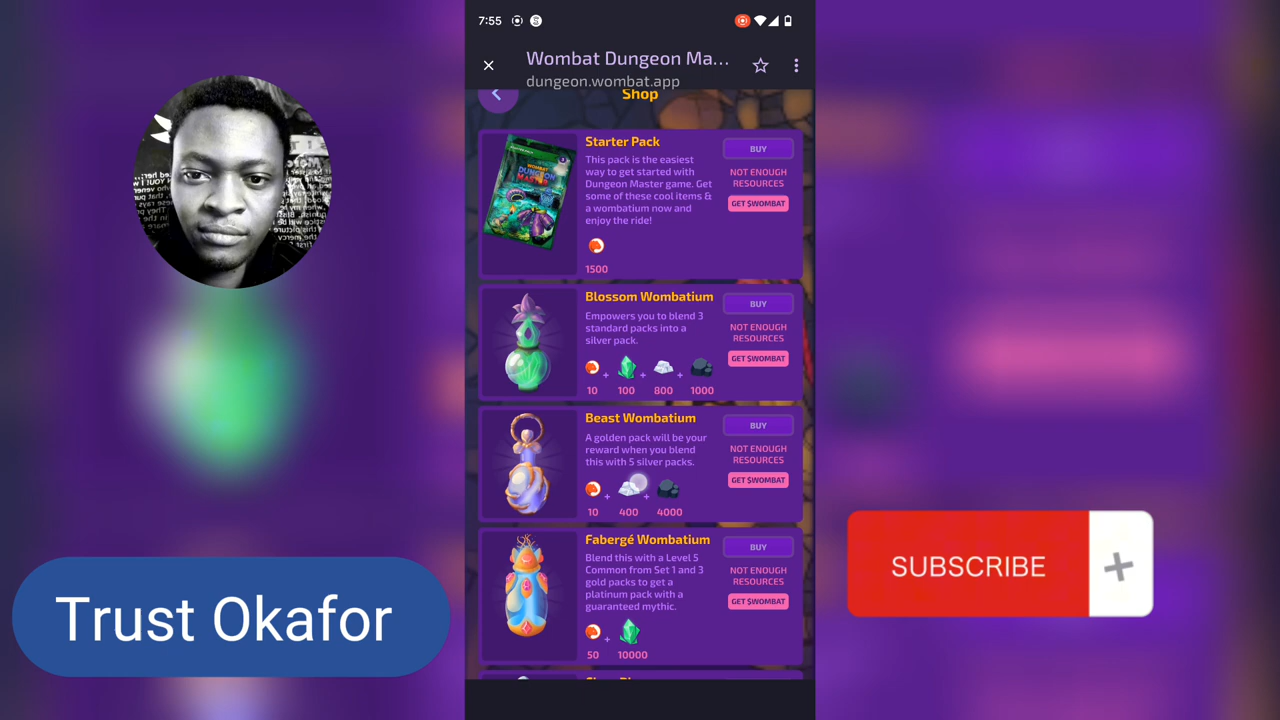 7:55
Wombat Dungeon Ma...
dungeon.wombat.app
Shop
Starter Pack
BUY
This pack is the easiest
way to get started with
Dungeon Master game. Get
some of these cool items &
a wombatium now and
enjoy the ride!
NOT ENOUGH
RESOURCES
GET $WOMBAT
1500
WOMBAT
DUNGEON
MASTER
Blossom Wombatium
BUY
Empowers you to blend 3
standard packs into a
silver pack.
NOT ENOUGH
RESOURCES
GET $WOMBAT
+ + +
10 100 800 1000
Beast Wombatium
BUY
A golden pack will be your
reward when you blend
this with 5 silver packs.
NOT ENOUGH
RESOURCES
GET $WOMBAT
+ +
10 400 4000
Fabergé Wombatium
BUY
Blend this with a Level 5
Common from Set 1 and 3
gold packs to get a
platinum pack with a
guaranteed mythic.
NOT ENOUGH
RESOURCES
GET $WOMBAT
+
50 10000
Trust Okafor
SUBSCRIBE +